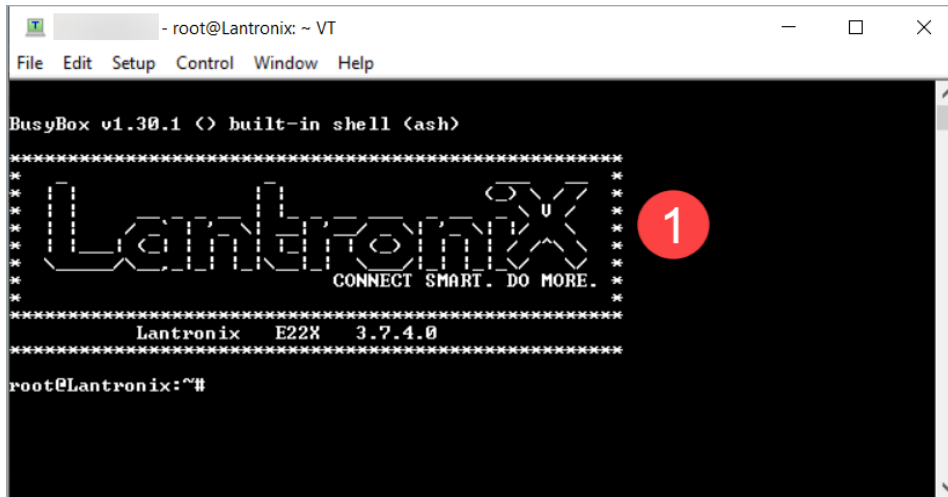 - root@Lantronix: ~ VT
File Edit Setup Control Window Help
BusyBox v1.30.1 () built-in shell (ash)
LantroniX
CONNECT SMART. DO MORE.
1
Lantronix E22X 3.7.4.0
root@Lantronix:~#